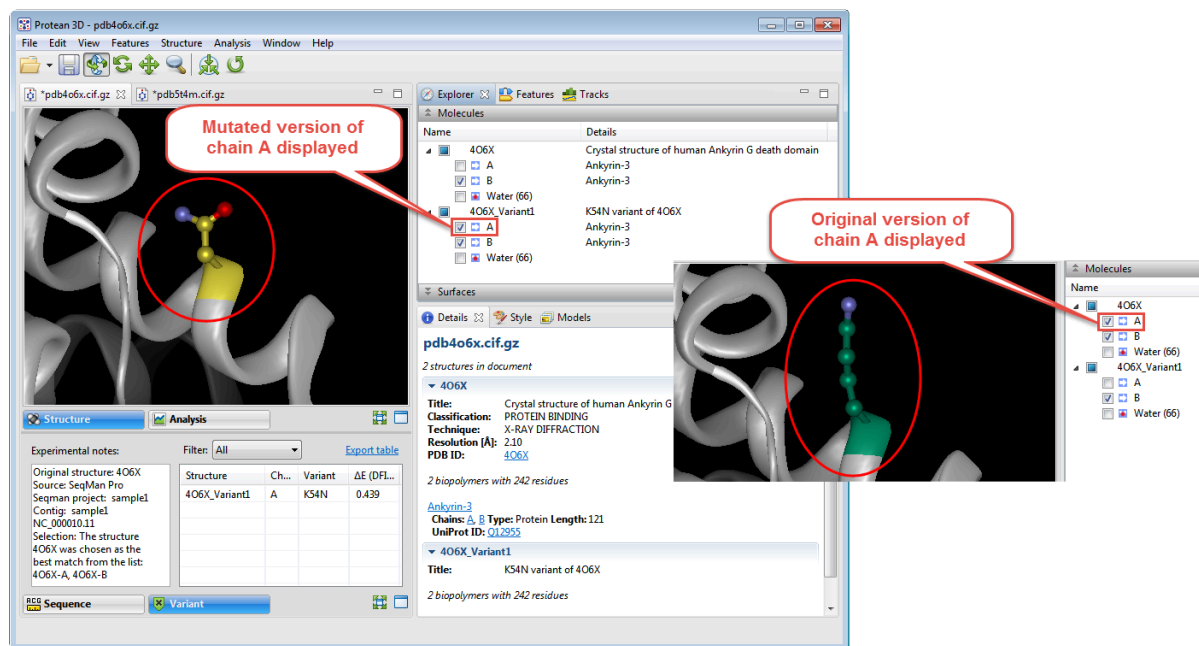 Protean 3D - pdb4o6x.cif.gz
File Edit View Features Structure Analysis Window Help
*pdb4o6x.cif.gz *pdb5t4m.cif.gz
Mutated version of
chain A displayed
Explorer Features Tracks
Molecules
Name Details
4O6X Crystal structure of human Ankyrin G death domain
A Ankyrin-3
B Ankyrin-3
Water (66)
4O6X_Variant1 K54N variant of 4O6X
A Ankyrin-3
B Ankyrin-3
Water (66)
Surfaces
Details Style Models
pdb4o6x.cif.gz
2 structures in document
4O6X
Title: Crystal structure of human Ankyrin G
Classification: PROTEIN BINDING
Technique: X-RAY DIFFRACTION
Resolution [Å]: 2.10
PDB ID: 4O6X
2 biopolymers with 242 residues
Ankyrin-3
Chains: A, B Type: Protein Length: 121
UniProt ID: Q12955
4O6X_Variant1
Title: K54N variant of 4O6X
2 biopolymers with 242 residues
Structure Analysis
Experimental notes:
Original structure: 4O6X
Source: SeqMan Pro
Seqman project: sample1
Contig: sample1
NC_000010.11
Selection: The structure
4O6X was chosen as the
best match from the list:
4O6X-A, 4O6X-B
Filter: All Export table
Structure Ch... Variant ΔE (DFI...
4O6X_Variant1 A K54N 0.439
Sequence Variant
Original version of
chain A displayed
Molecules
Name
4O6X
A
B
Water (66)
4O6X_Variant1
A
B
Water (66)